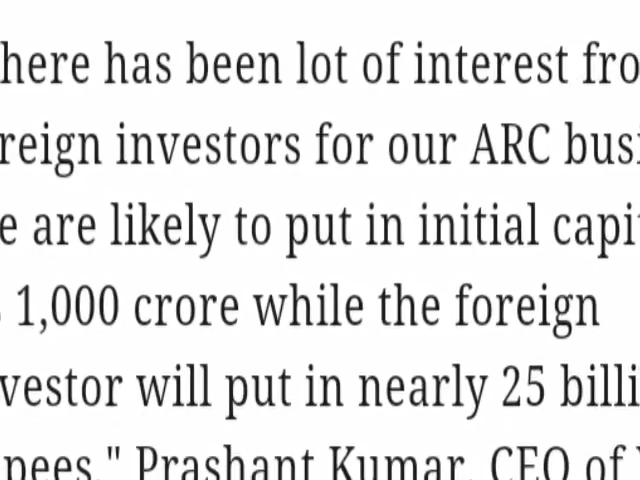 here has been lot of interest fro
reign investors for our ARC busi
e are likely to put in initial capi
1,000 crore while the foreign
vestor will put in nearly 25 billi
pees." Prashant Kumar, CEO of